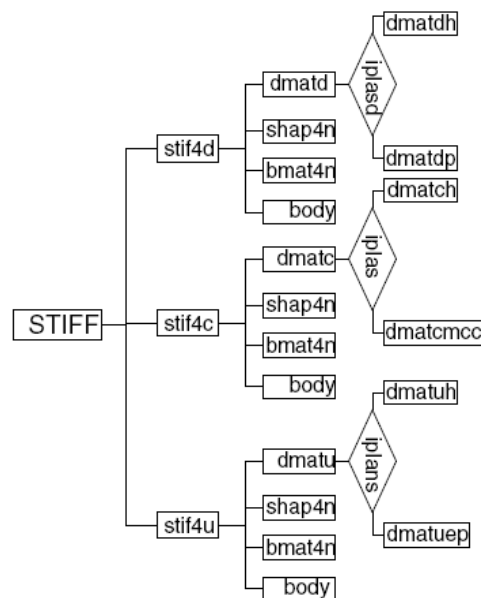 dmatdh
dmatd
iplasd
shap4n
stif4d
bmat4n
dmatdp
body
dmatch
dmatc
iplas
shap4n
STIFF
stif4c
bmat4n
dmatcmcc
body
dmatuh
dmatu
iplans
shap4n
stif4u
dmatuep
bmat4n
body